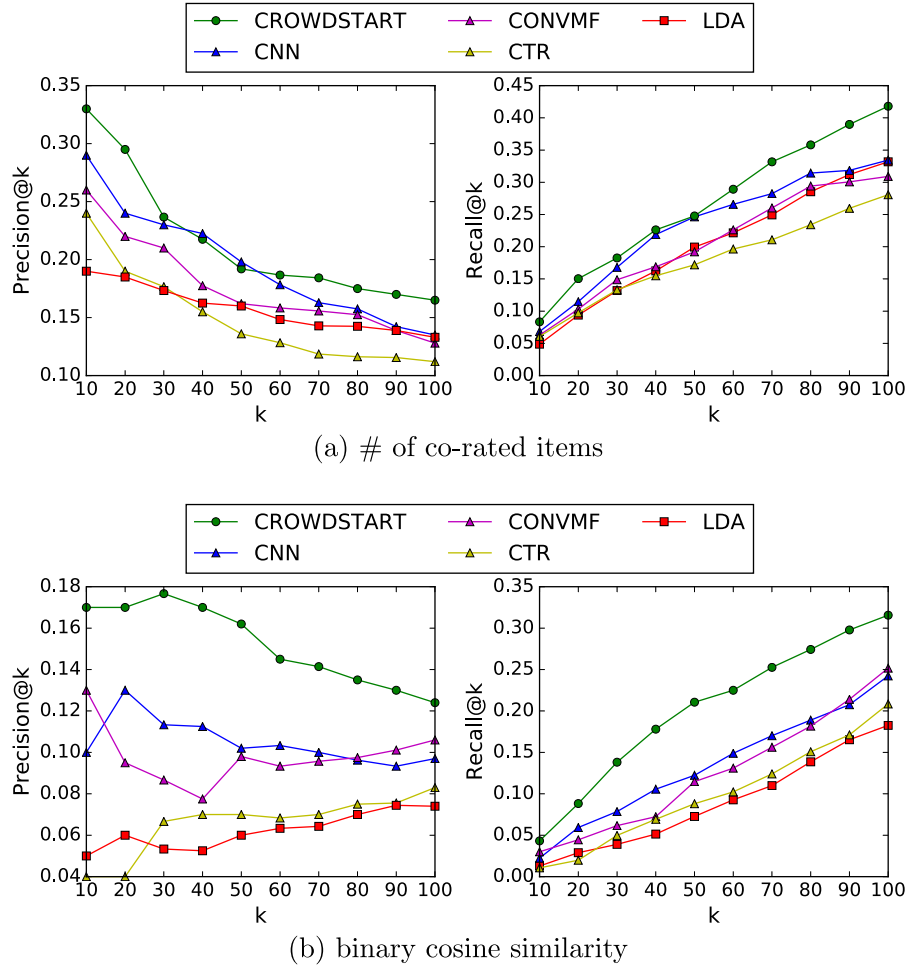 CROWDSTART CONVMF LDA
CNN CTR
0.35
0.30
0.25
0.20
0.15
0.10
Precision@k
10 20 30 40 50 60 70 80 90 100
k
0.45
0.40
0.35
0.30
0.25
0.20
0.15
0.10
0.05
0.00
Recall@k
10 20 30 40 50 60 70 80 90 100
k
(a) # of co-rated items
CROWDSTART CONVMF LDA
CNN CTR
0.18
0.16
0.14
0.12
0.10
0.08
0.06
0.04
Precision@k
10 20 30 40 50 60 70 80 90 100
k
0.35
0.30
0.25
0.20
0.15
0.10
0.05
0.00
Recall@k
10 20 30 40 50 60 70 80 90 100
k
(b) binary cosine similarity